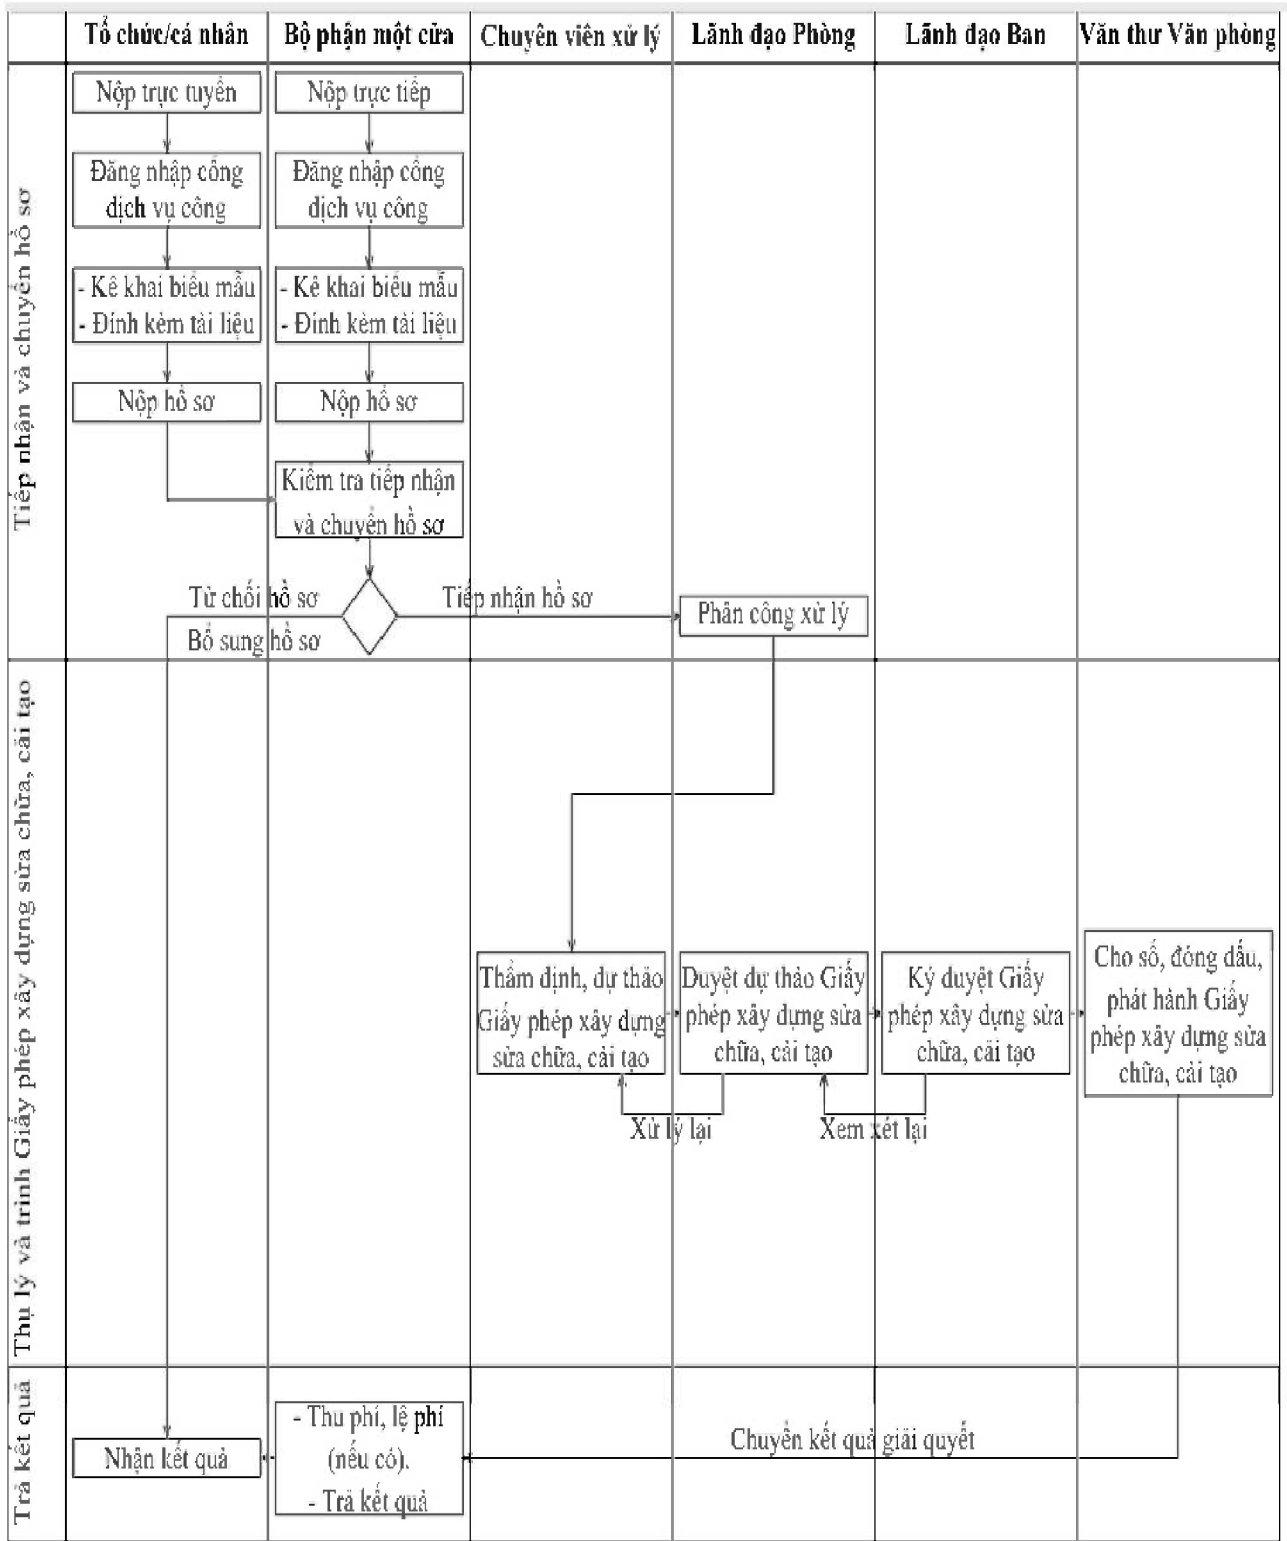 Tổ chức/cá nhân
Bộ phận một cửa
Chuyên viên xử lý
Lãnh đạo Phòng
Lãnh đạo Ban
Văn thư Văn phòng
Tiếp nhận và chuyển hồ sơ
Nộp trực tuyến
Nộp trực tiếp
Đăng nhập cổng
dịch vụ công
Đăng nhập cổng
dịch vụ công
- Kê khai biểu mẫu
- Đính kèm tài liệu
- Kê khai biểu mẫu
- Đính kèm tài liệu
Nộp hồ sơ
Nộp hồ sơ
Kiểm tra tiếp nhận
và chuyển hồ sơ
Từ chối hồ sơ
Bổ sung hồ sơ
Tiếp nhận hồ sơ
Phân công xử lý
Thụ lý và trình Giấy phép xây dựng sửa chữa, cải tạo
Thẩm định, dự thảo
Giấy phép xây dựng
sửa chữa, cải tạo
Duyệt dự thảo Giấy
phép xây dựng sửa
chữa, cải tạo
Ký duyệt Giấy
phép xây dựng sửa
chữa, cải tạo
Cho số, đóng dấu,
phát hành Giấy
phép xây dựng sửa
chữa, cải tạo
Xử lý lại
Xem xét lại
Trả kết quả
Nhận kết quả
- Thu phí, lệ phí
(nếu có).
- Trả kết quả
Chuyển kết quả giải quyết